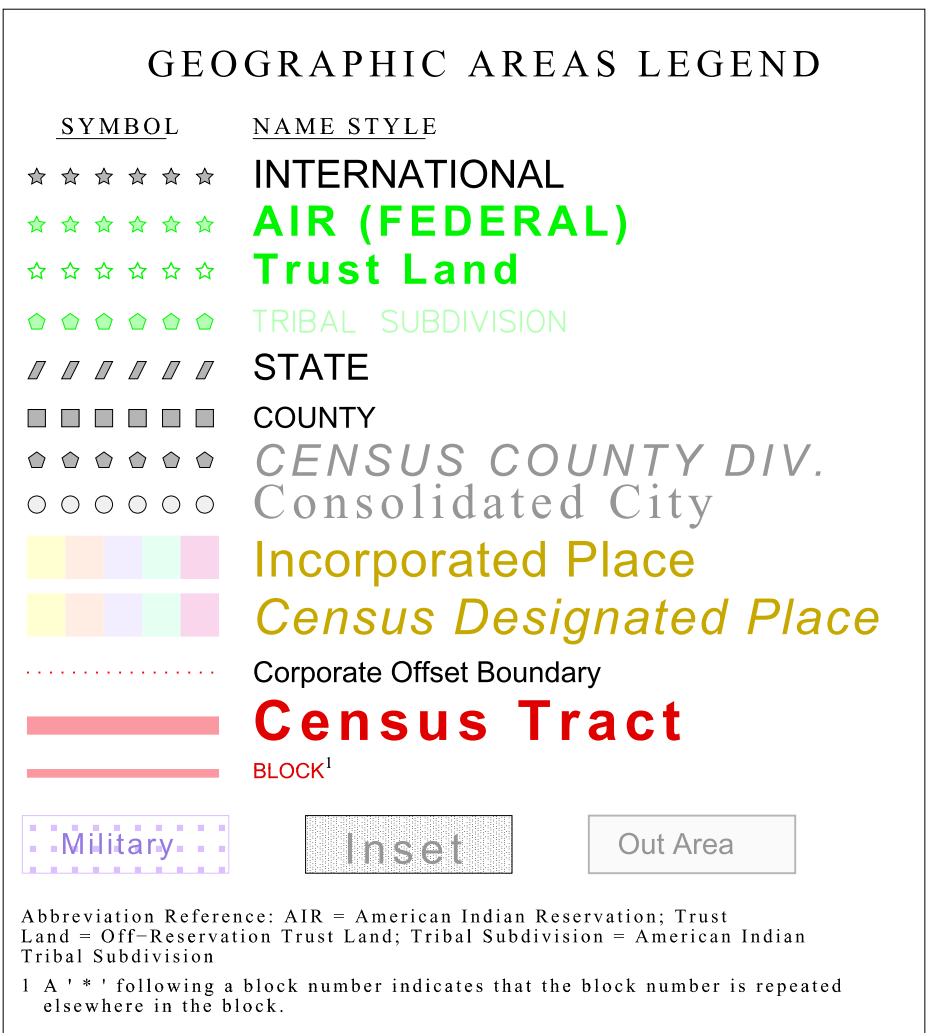 GEOGRAPHIC AREAS LEGEND
SYMBOL NAME STYLE
INTERNATIONAL
AIR (FEDERAL)
Trust Land
TRIBAL SUBDIVISION
STATE
COUNTY
CENSUS COUNTY DIV.
Consolidated City
Incorporated Place
Census Designated Place
Corporate Offset Boundary
Census Tract
BLOCK¹
Military Inset Out Area
Abbreviation Reference: AIR = American Indian Reservation; Trust
Land = Off−Reservation Trust Land; Tribal Subdivision = American Indian
Tribal Subdivision
1 A ' * ' following a block number indicates that the block number is repeated
elsewhere in the block.